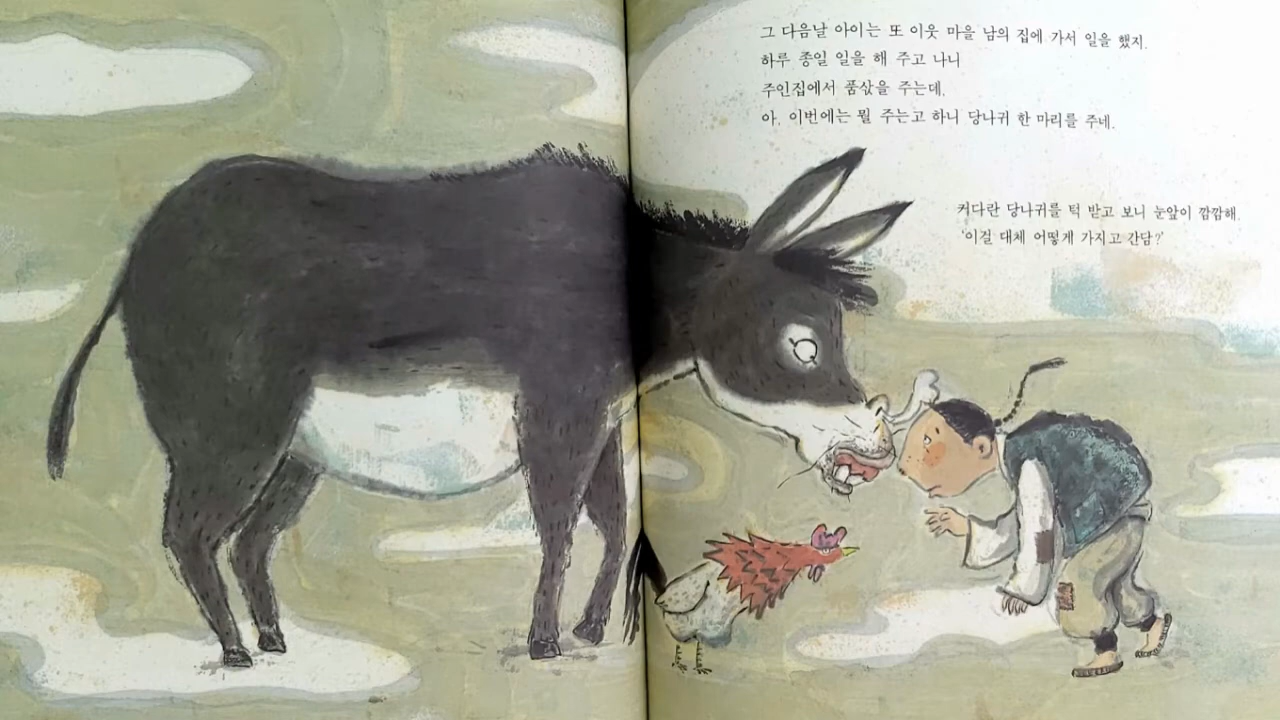 그 다음날 아이는 또 이웃 마을 남의 집에 가서 일을 했지.
하루 종일 일을 해 주고 나니
주인집에서 품삯을 주는데,
아, 이번에는 뭘 주는고 하니 당나귀 한 마리를 주네.
커다란 당나귀를 턱 받고 보니 눈앞이 깜깜해.
'이걸 대체 어떻게 가지고 간담?'